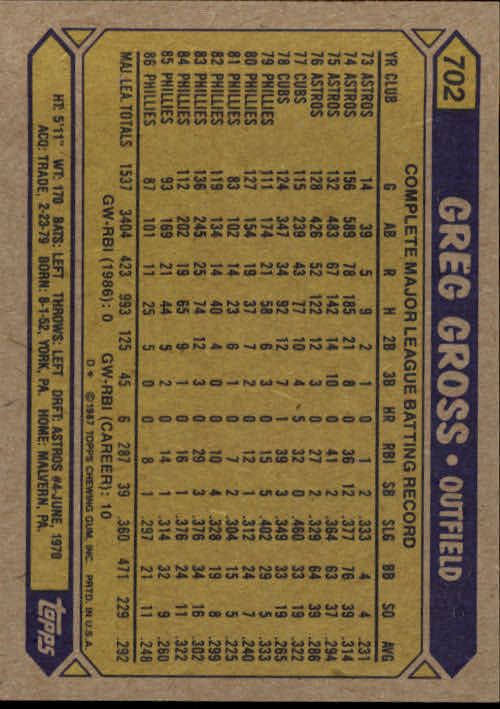 702 GREG GROSS • OUTFIELD
COMPLETE MAJOR LEAGUE BATTING RECORD
YR CLUB G AB R H 2B 3B HR RBI SB SLG BB SO AVG
73 ASTROS 14 39 5 9 2 1 0 1 2 .333 4 4 .231
74 ASTROS 156 589 78 185 21 8 0 36 12 .377 76 39 .314
75 ASTROS 132 483 67 142 14 10 0 41 2 .364 63 37 .294
76 ASTROS 128 426 52 122 12 3 0 27 2 .329 64 39 .286
77 CUBS 115 239 43 77 10 4 5 32 0 .460 33 19 .322
78 CUBS 124 347 34 92 12 7 1 39 3 .349 33 19 .265
79 PHILLIES 111 174 21 58 6 3 0 15 5 .402 29 5 .333
80 PHILLIES 127 154 19 37 7 2 0 12 1 .312 24 7 .240
81 PHILLIES 83 102 14 23 6 1 0 7 2 .304 15 5 .225
82 PHILLIES 119 134 14 40 4 0 0 10 4 .328 19 8 .299
83 PHILLIES 136 245 25 74 12 3 0 29 3 .376 34 16 .302
84 PHILLIES 112 202 19 65 9 1 0 16 1 .376 24 11 .322
85 PHILLIES 93 169 21 44 5 2 0 14 1 .314 32 9 .260
86 PHILLIES 87 101 11 25 5 0 0 8 1 .297 21 11 .248
MAJ. LEA. TOTALS 1537 3404 423 993 125 45 6 287 39 .360 471 229 .292
GW-RBI (1986): 0 GW-RBI (CAREER): 10
D* ©1987 TOPPS CHEWING GUM, INC. PRTD. IN U.S.A.
HT: 5'11" WT: 170 BATS: LEFT THROWS: LEFT DRFT: ASTROS #4-JUNE, 1970
ACQ: TRADE, 2-23-79 BORN: 8-1-52, YORK, PA. HOME: MALVERN, PA.
topps